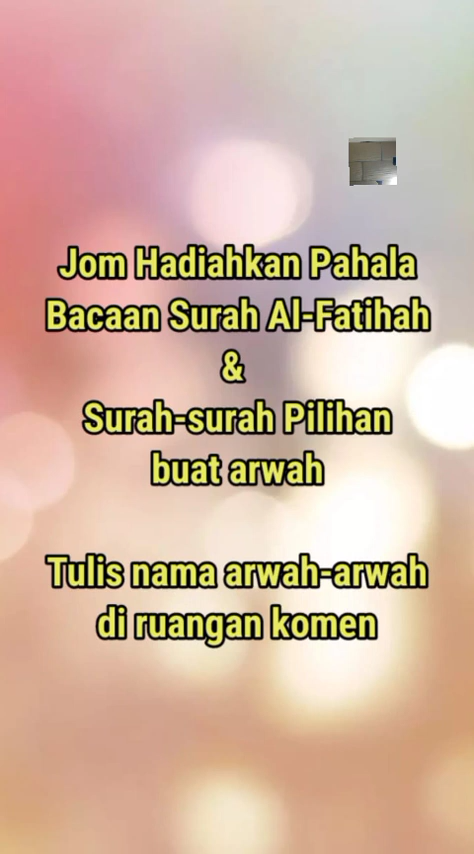 Jom Hadiahkan Pahala
Bacaan Surah Al-Fatihah
&
Surah-surah Pilihan
buat arwah
Tulis nama arwah-arwah
di ruangan komen